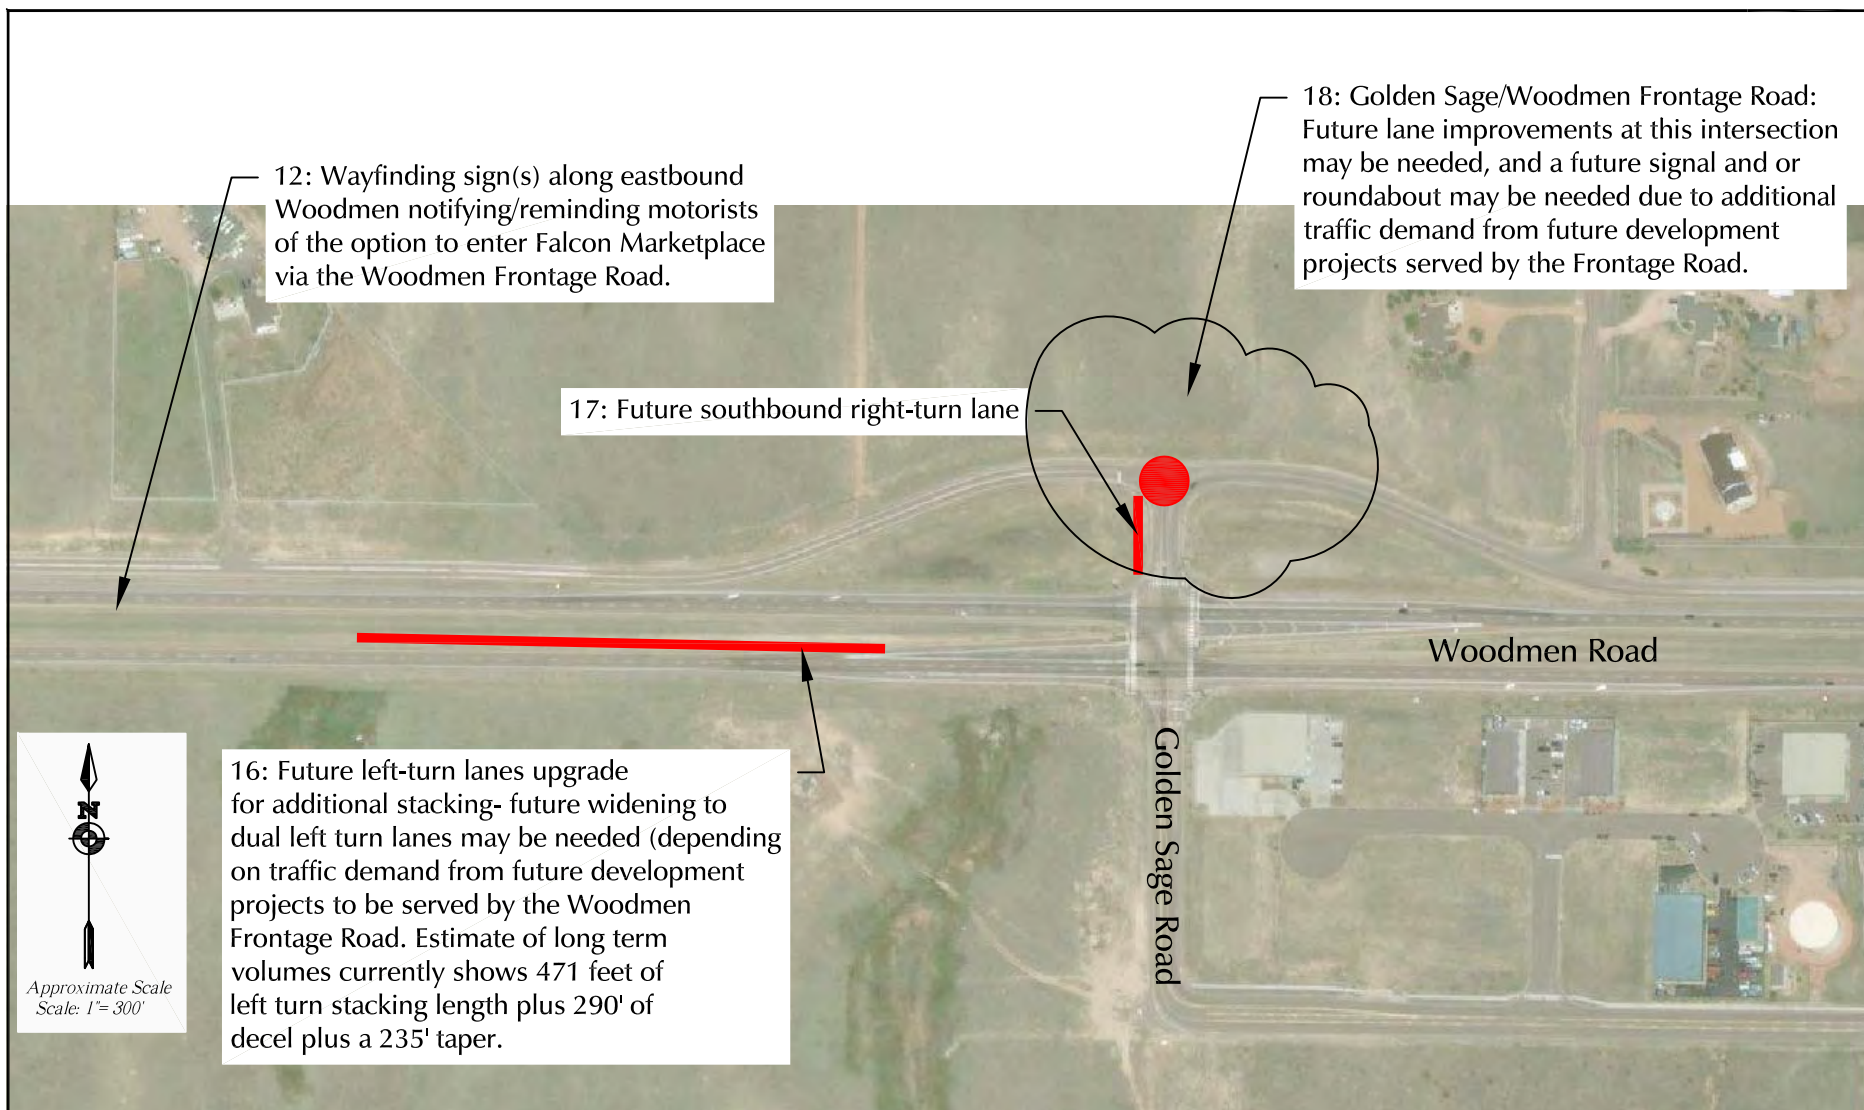 18: Golden Sage/Woodmen Frontage Road:
Future lane improvements at this intersection
may be needed, and a future signal and or
roundabout may be needed due to additional
traffic demand from future development
projects served by the Frontage Road.
12: Wayfinding sign(s) along eastbound
Woodmen notifying/reminding motorists
of the option to enter Falcon Marketplace
via the Woodmen Frontage Road.
17: Future southbound right-turn lane
Woodmen Road
Golden Sage Road
16: Future left-turn lanes upgrade
for additional stacking- future widening to
dual left turn lanes may be needed (depending
on traffic demand from future development
projects to be served by the Woodmen
Frontage Road. Estimate of long term
volumes currently shows 471 feet of
left turn stacking length plus 290' of
decel plus a 235' taper.
N
Approximate Scale
Scale: 1"= 300'